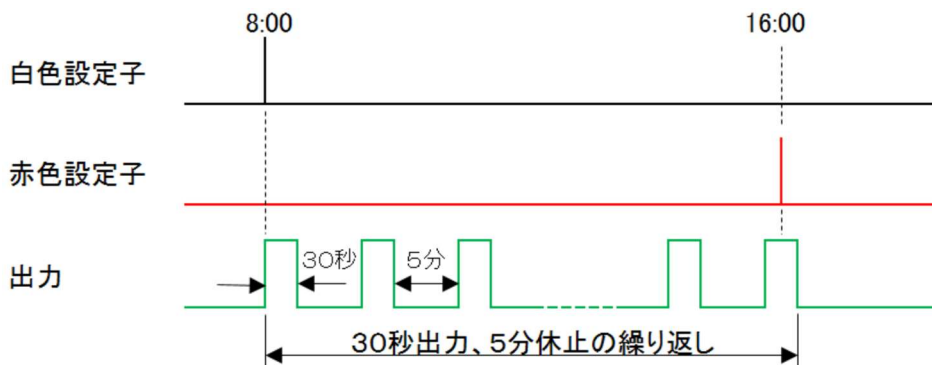 8:00
16:00
白色設定子
赤色設定子
出力
30秒
5分
30秒出力、5分休止の繰り返し